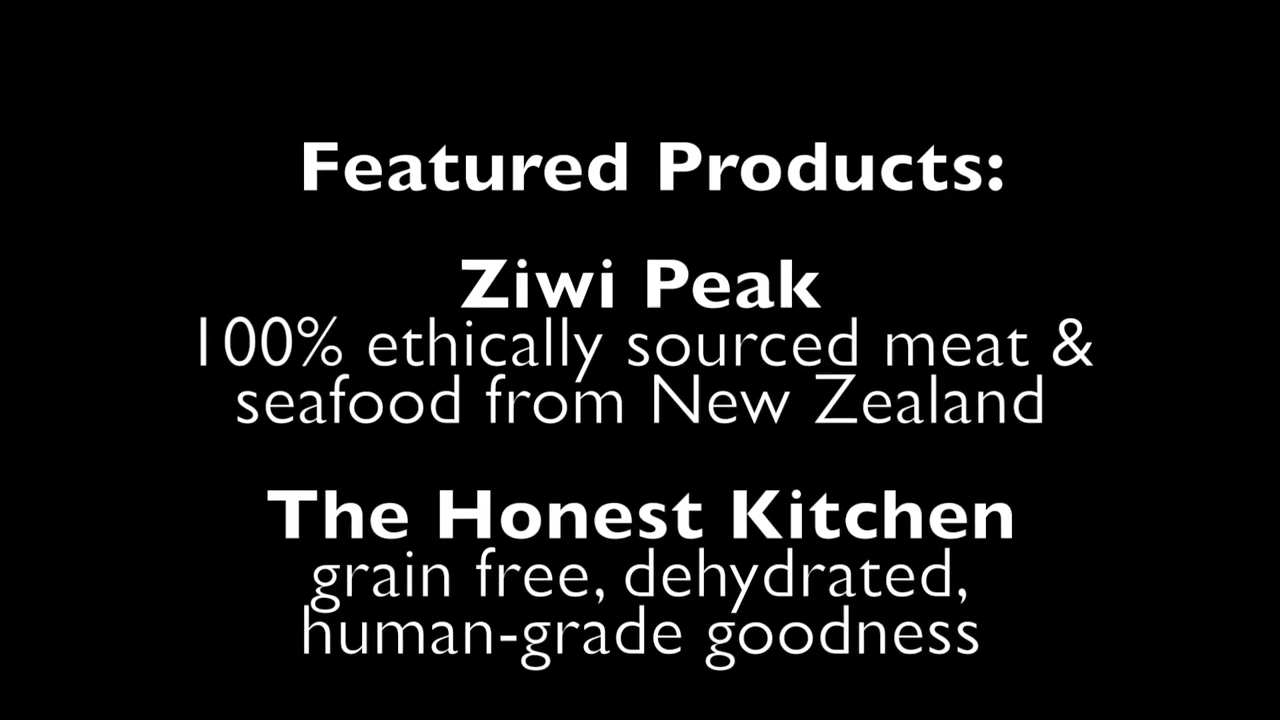 Featured Products:
Ziwi Peak
100% ethically sourced meat &
seafood from New Zealand
The Honest Kitchen
grain free, dehydrated,
human-grade goodness